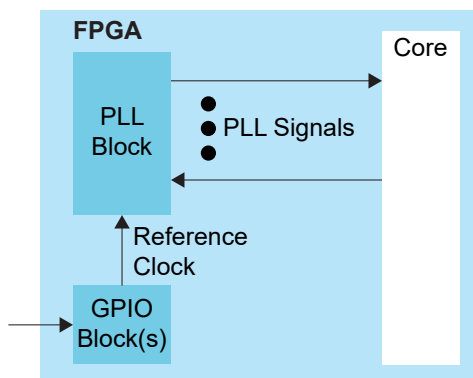 FPGA
Core
PLL
Block
PLL Signals
Reference
Clock
GPIO
Block(s)